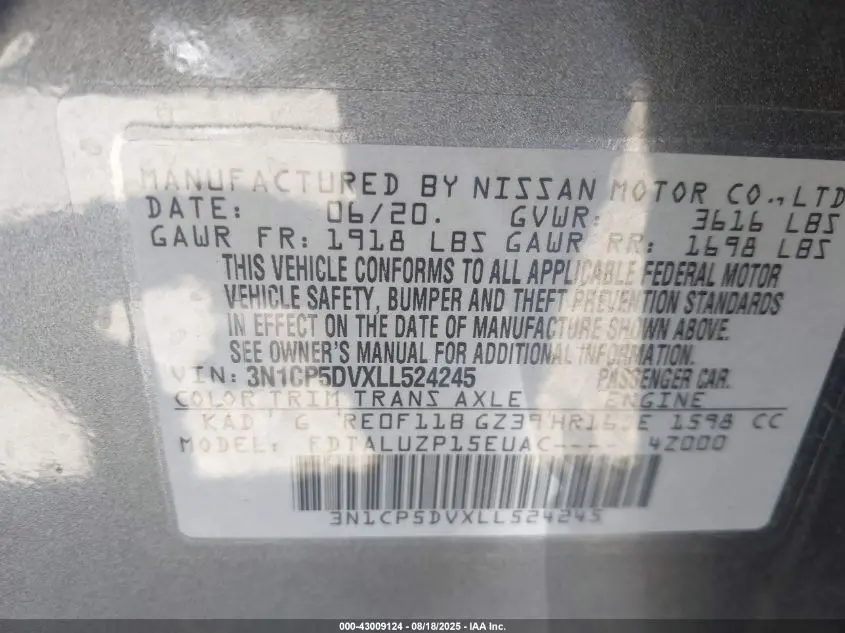 MANUFACTURED BY NISSAN MOTOR CO.,LTD
DATE: 06/20. GVWR: 3616 LBS
GAWR FR: 1918 LBS GAWR RR: 1698 LBS
THIS VEHICLE CONFORMS TO ALL APPLICABLE FEDERAL MOTOR
VEHICLE SAFETY, BUMPER AND THEFT PREVENTION STANDARDS
IN EFFECT ON THE DATE OF MANUFACTURE SHOWN ABOVE.
SEE OWNER'S MANUAL FOR ADDITIONAL INFORMATION.
VIN: 3N1CP5DVXLL524245 PASSENGER CAR.
COLOR TRIM TRANS AXLE ENGINE
KAD G RE0F11B GZ39 HR16DE 1598 CC
MODEL: FDTALUZP15EUAC---- 4Z000
3N1CP5DVXLL524245
000-43009124 - 08/18/2025 - IAA Inc.